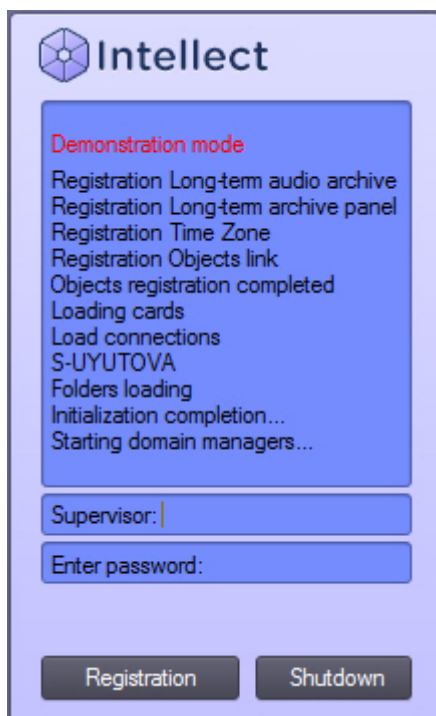 Intellect
Demonstration mode
Registration Long-term audio archive
Registration Long-term archive panel
Registration Time Zone
Registration Objects link
Objects registration completed
Loading cards
Load connections
S-UYUTOVA
Folders loading
Initialization completion...
Starting domain managers...
Supervisor:
Enter password:
Registration Shutdown